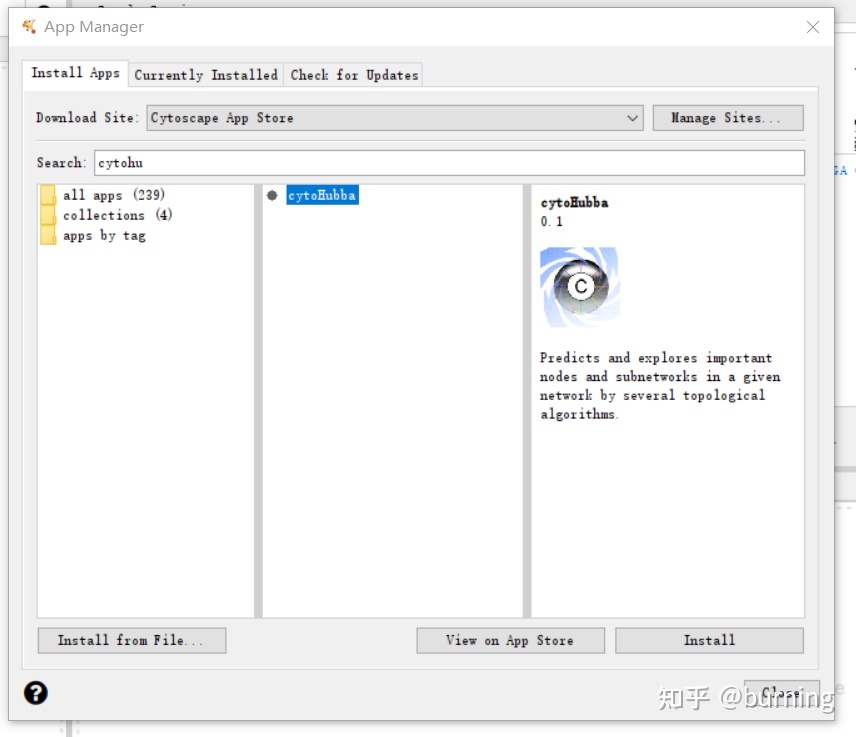 App Manager
Install Apps
Currently Installed
Check for Updates
Download Site:
Cytoscape App Store
Manage Sites...
Search:
cytohu
all apps (239)
collections (4)
apps by tag
cytoHubba
cytoHubba
0.1
C
Predicts and explores important
nodes and subnetworks in a given
network by several topological
algorithms.
Install from File...
View on App Store
Install
?
Close
知乎 @burning